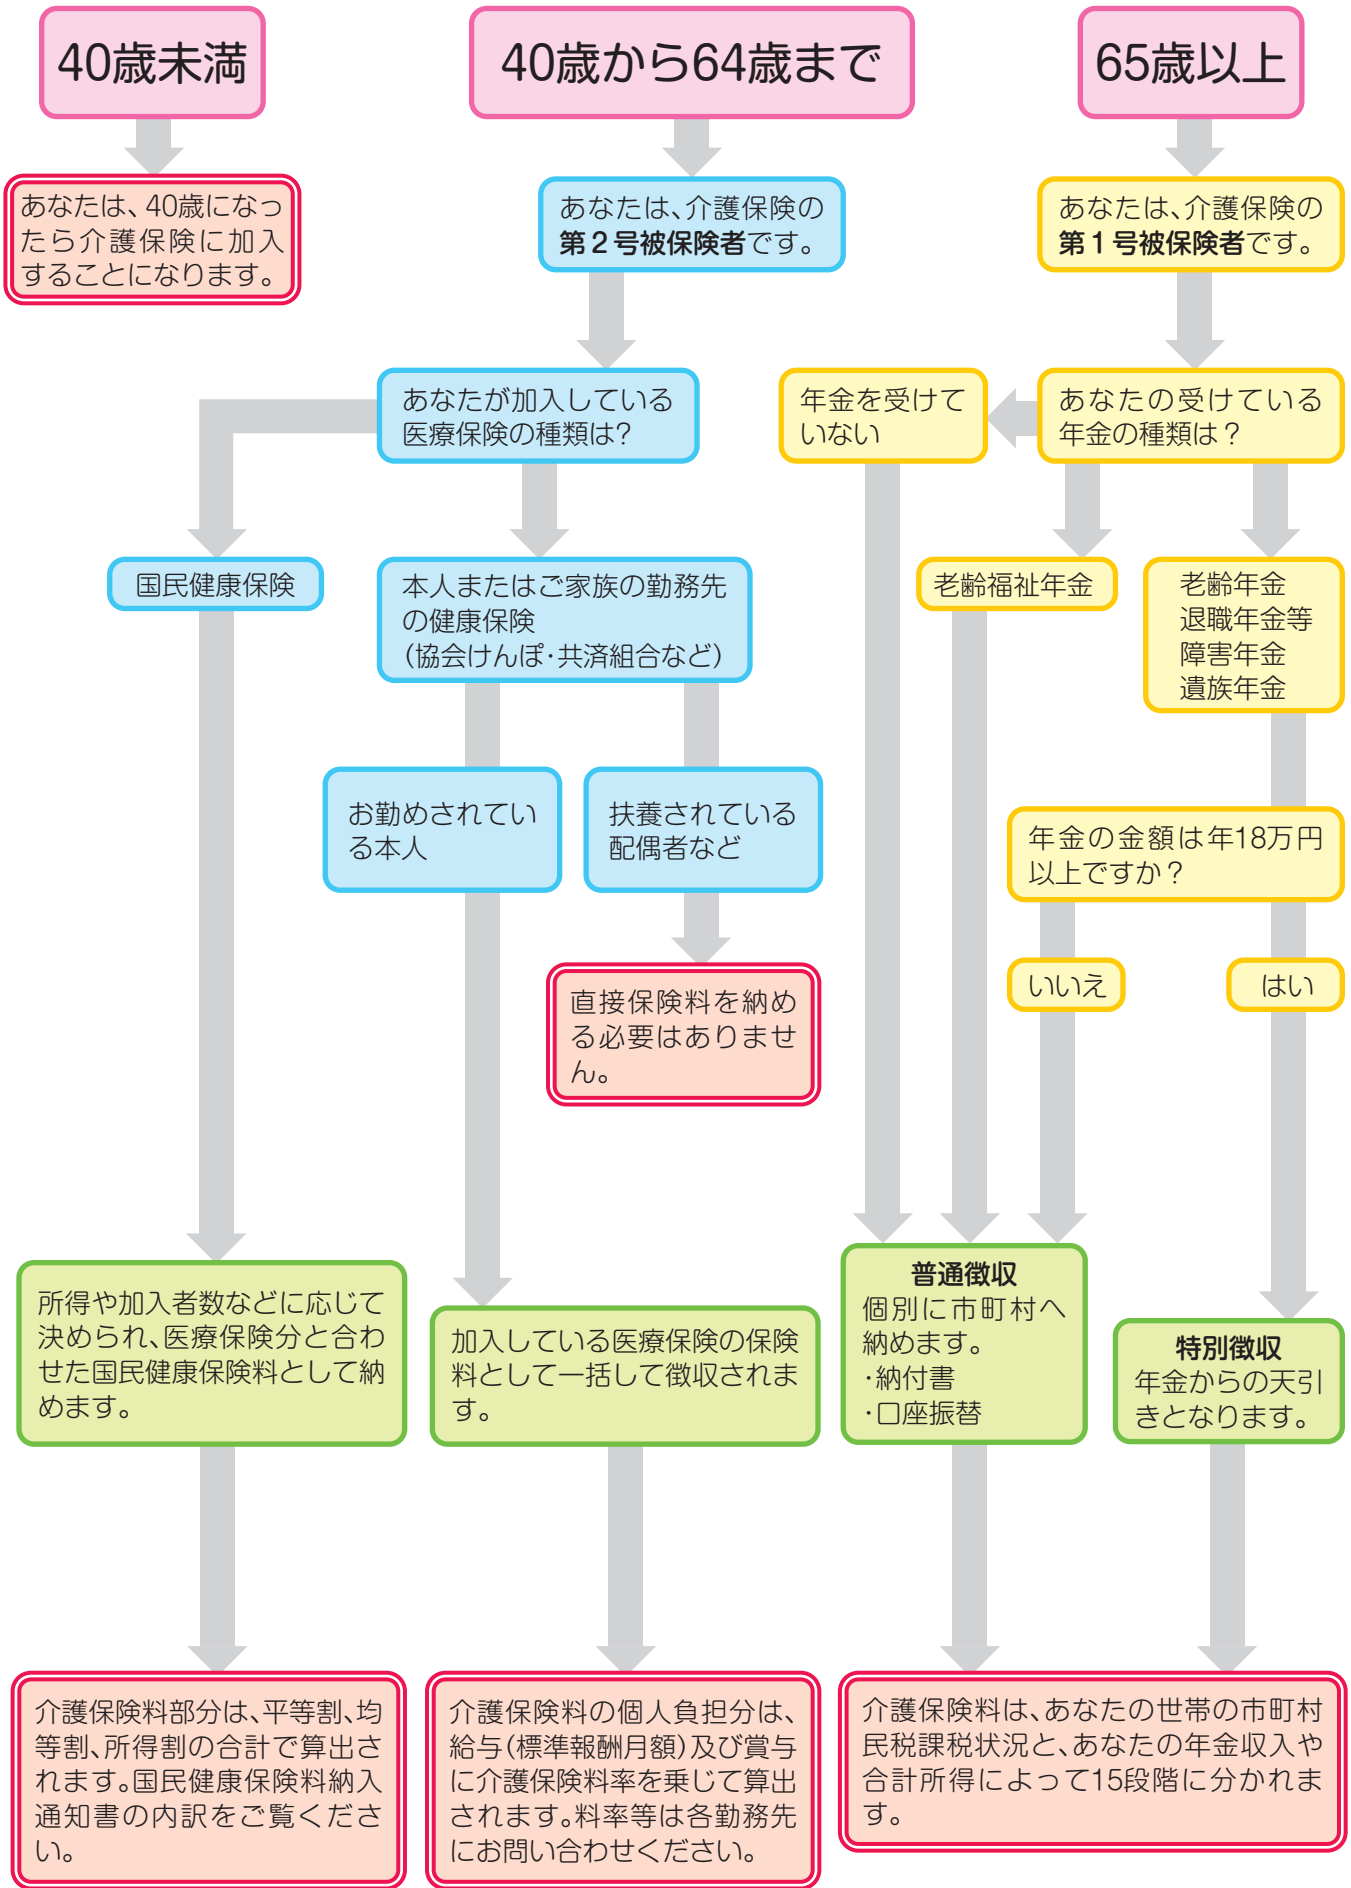 40歳未満
40歳から64歳まで
65歳以上
あなたは、40歳になっ
たら介護保険に加入
することになります。
あなたは、介護保険の
第２号被保険者です。
あなたは、介護保険の
第１号被保険者です。
あなたが加入している
医療保険の種類は?
年金を受けて
いない
あなたの受けている
年金の種類は？
国民健康保険
本人またはご家族の勤務先
の健康保険
(協会けんぽ・共済組合など)
老齢福祉年金
老齢年金
退職年金等
障害年金
遺族年金
お勤めされてい
る本人
扶養されている
配偶者など
年金の金額は年18万円
以上ですか？
いいえ
はい
直接保険料を納め
る必要はありませ
ん。
所得や加入者数などに応じて
決められ、医療保険分と合わ
せた国民健康保険料として納
めます。
加入している医療保険の保険
料として一括して徴収されま
す。
普通徴収
個別に市町村へ
納めます。
・納付書
・口座振替
特別徴収
年金からの天引
きとなります。
介護保険料部分は、平等割、均
等割、所得割の合計で算出さ
れます。国民健康保険料納入
通知書の内訳をご覧くださ
い。
介護保険料の個人負担分は、
給与(標準報酬月額)及び賞与
に介護保険料率を乗じて算出
されます。料率等は各勤務先
にお問い合わせください。
介護保険料は、あなたの世帯の市町村
民税課税状況と、あなたの年金収入や
合計所得によって15段階に分かれま
す。